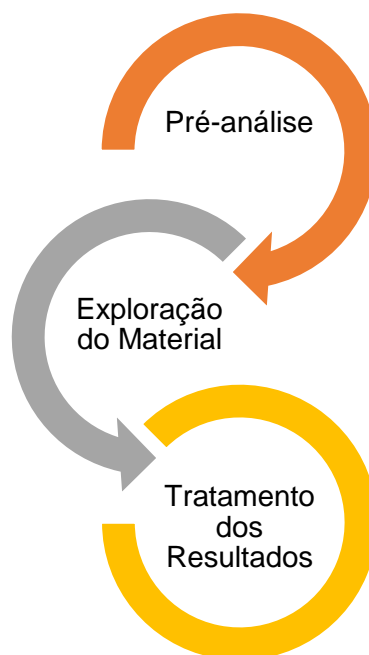 Pré-análise
Exploração
do Material
Tratamento
dos
Resultados